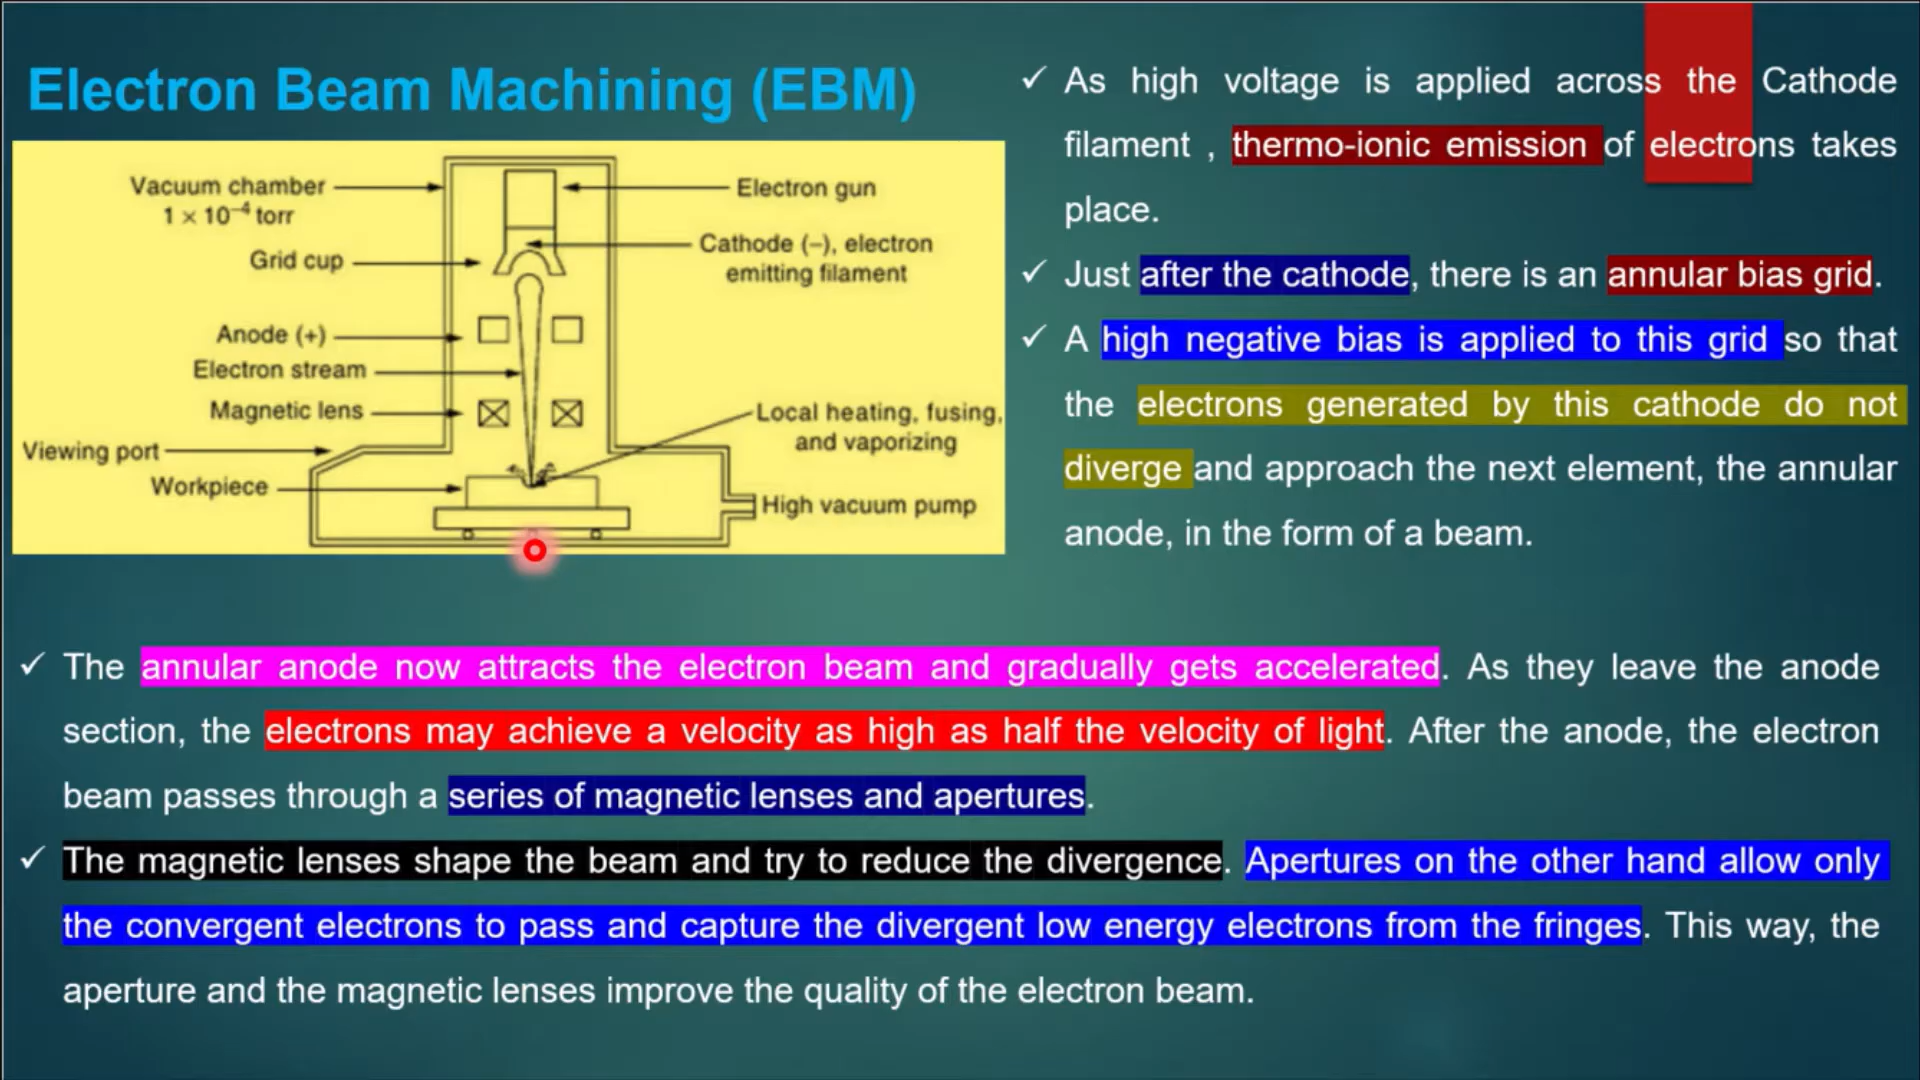 Electron Beam Machining (EBM)
Vacuum chamber
1 × 10⁻⁴ torr
Grid cup
Anode (+)
Electron stream
Magnetic lens
Viewing port
Workpiece
Electron gun
Cathode (–), electron
emitting filament
Local heating, fusing,
and vaporizing
High vacuum pump
✓ As high voltage is applied across the Cathode
filament , thermo-ionic emission of electrons takes
place.
✓ Just after the cathode, there is an annular bias grid.
✓ A high negative bias is applied to this grid so that
the electrons generated by this cathode do not
diverge and approach the next element, the annular
anode, in the form of a beam.
✓ The annular anode now attracts the electron beam and gradually gets accelerated. As they leave the anode
section, the electrons may achieve a velocity as high as half the velocity of light. After the anode, the electron
beam passes through a series of magnetic lenses and apertures.
✓ The magnetic lenses shape the beam and try to reduce the divergence. Apertures on the other hand allow only
the convergent electrons to pass and capture the divergent low energy electrons from the fringes. This way, the
aperture and the magnetic lenses improve the quality of the electron beam.